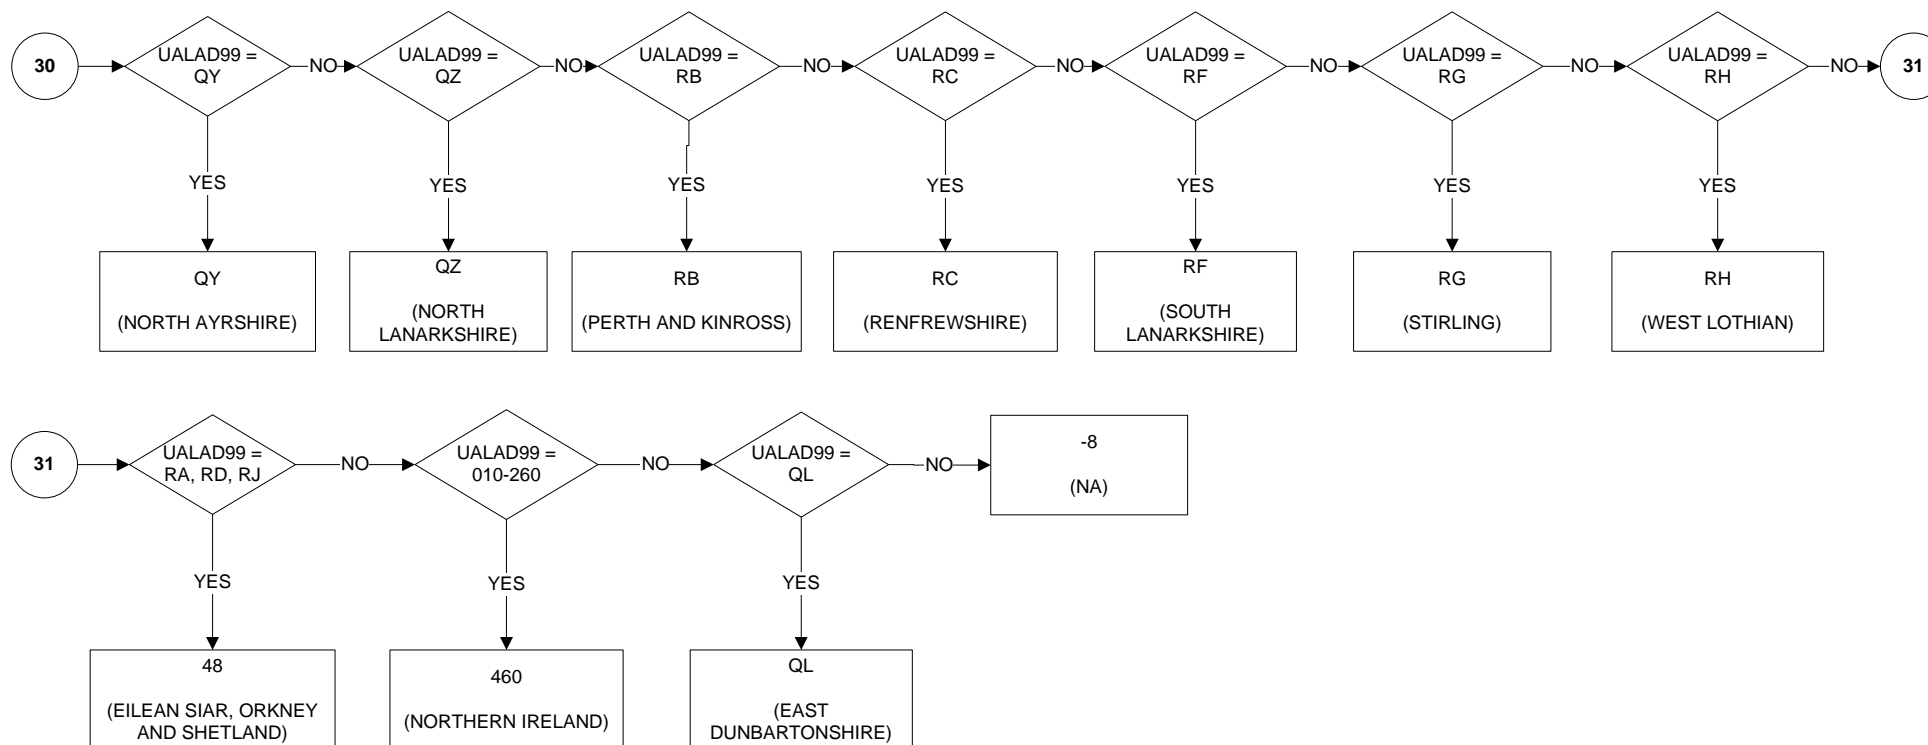 30
UALAD99 =
QY
NO
UALAD99 =
QZ
NO
UALAD99 =
RB
NO
UALAD99 =
RC
NO
UALAD99 =
RF
NO
UALAD99 =
RG
NO
UALAD99 =
RH
NO
31
YES
YES
YES
YES
YES
YES
YES
QY
(NORTH AYRSHIRE)
QZ
(NORTH
LANARKSHIRE)
RB
(PERTH AND KINROSS)
RC
(RENFREWSHIRE)
RF
(SOUTH
LANARKSHIRE)
RG
(STIRLING)
RH
(WEST LOTHIAN)
31
UALAD99 =
RA, RD, RJ
NO
UALAD99 =
010-260
NO
UALAD99 =
QL
NO
-8
(NA)
YES
YES
YES
48
(EILEAN SIAR, ORKNEY
AND SHETLAND)
460
(NORTHERN IRELAND)
QL
(EAST
DUNBARTONSHIRE)